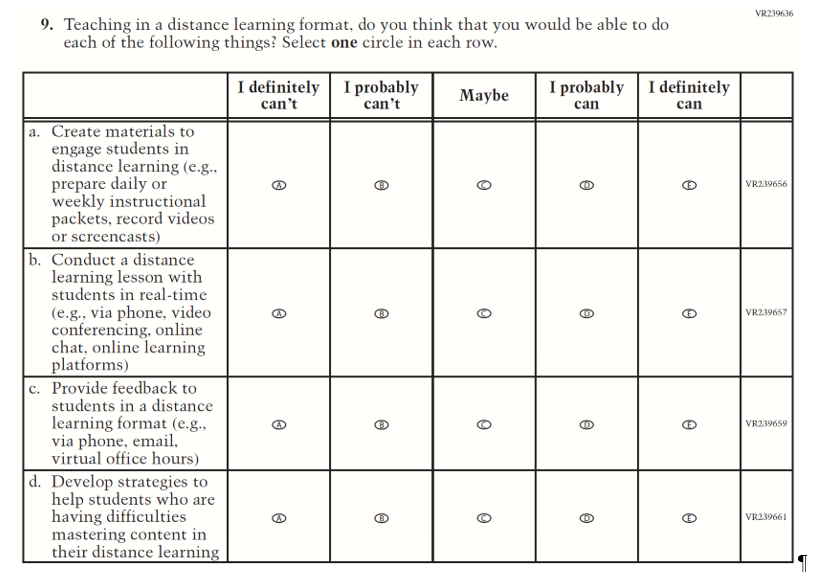 VR239636
9. Teaching in a distance learning format, do you think that you would be able to do
each of the following things? Select one circle in each row.
I definitely can't I probably can't Maybe I probably can I definitely can
a. Create materials to
engage students in
distance learning (e.g.,
prepare daily or
weekly instructional
packets, record videos
or screencasts)
A B C D E VR239656
b. Conduct a distance
learning lesson with
students in real-time
(e.g., via phone, video
conferencing, online
chat, online learning
platforms)
A B C D E VR239657
c. Provide feedback to
students in a distance
learning format (e.g.,
via phone, email,
virtual office hours)
A B C D E VR239659
d. Develop strategies to
help students who are
having difficulties
mastering content in
their distance learning
A B C D E VR239661
¶